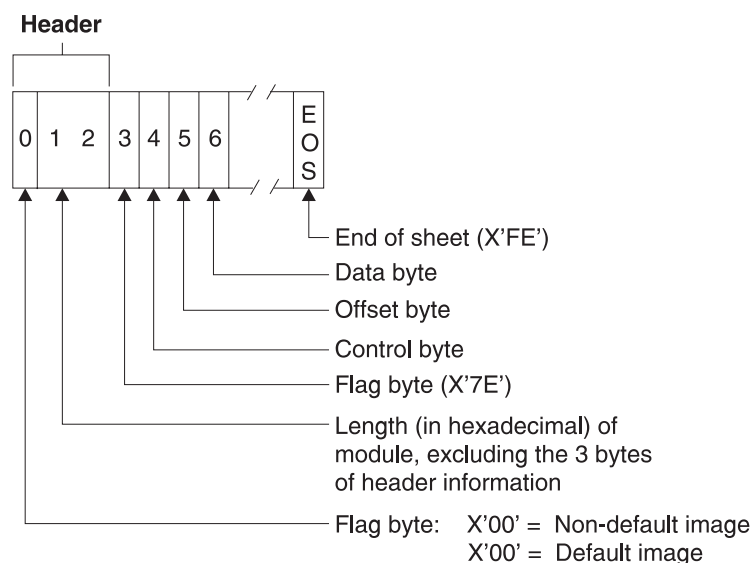 Header
0 1 2 3 4 5 6
E
O
S
End of sheet (X'FE')
Data byte
Offset byte
Control byte
Flag byte (X'7E')
Length (in hexadecimal) of
module, excluding the 3 bytes
of header information
Flag byte: X'00' = Non-default image
X'00' = Default image